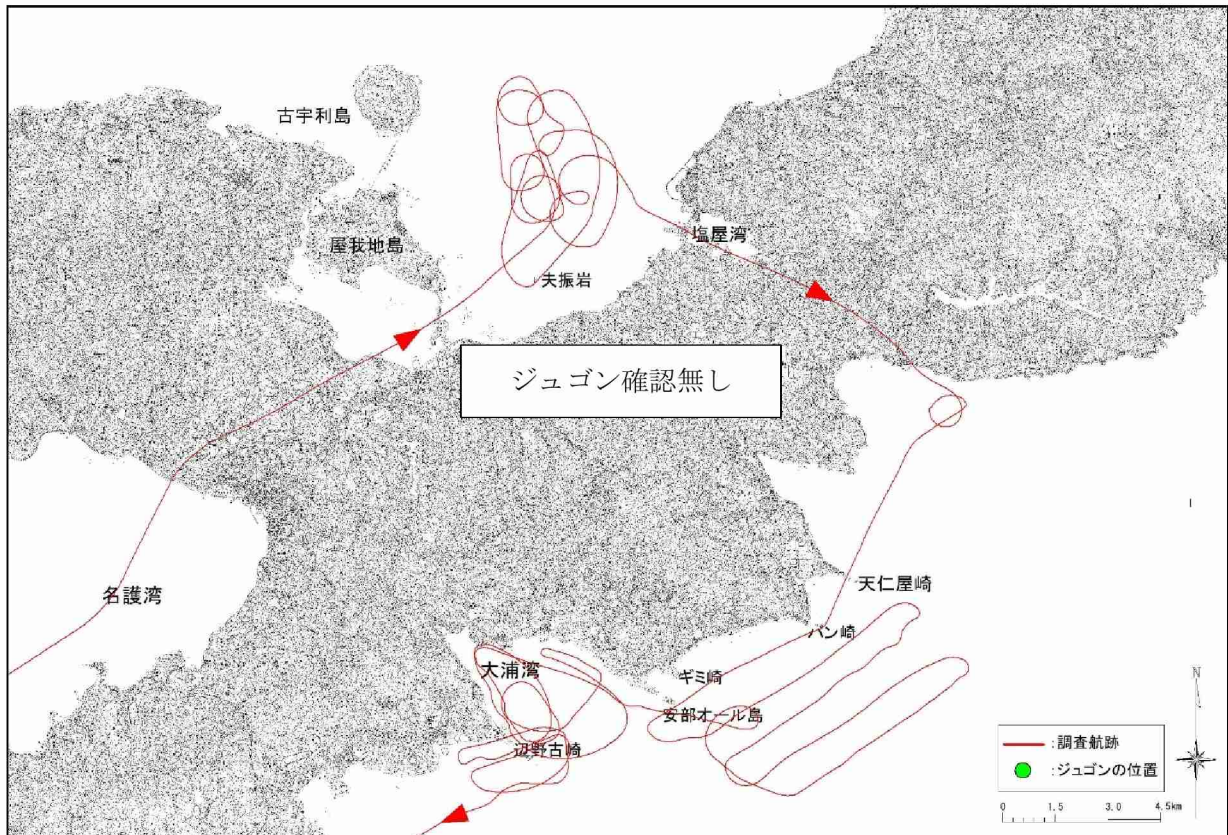 古宇利島
屋我地島
塩屋湾
夫振岩
ジュゴン確認無し
名護湾
天仁屋崎
バン崎
大浦湾
ギミ崎
安部オール島
辺野古崎
N
:調査航跡
:ジュゴンの位置
0 1.5 3.0 4.5km